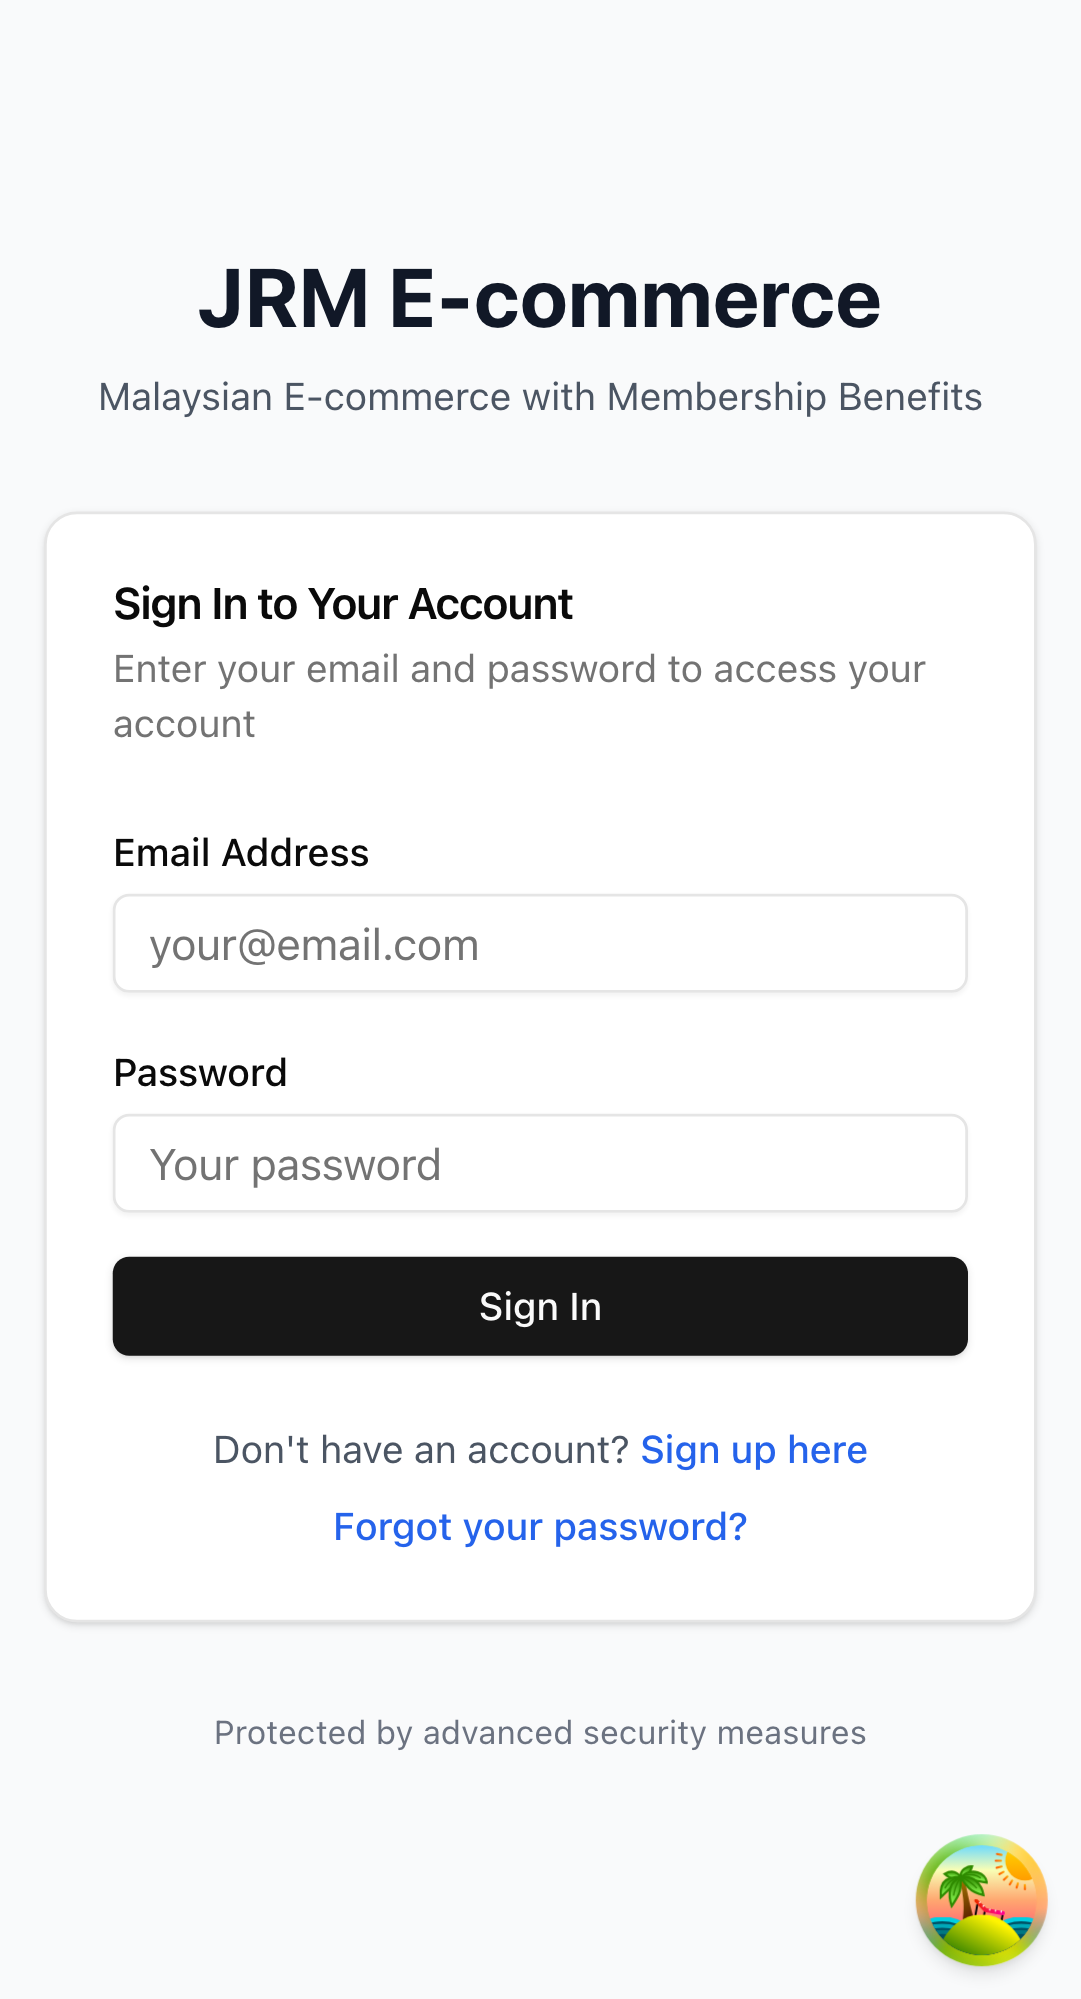 JRM E-commerce
Malaysian E-commerce with Membership Benefits
Sign In to Your Account
Enter your email and password to access your
account
Email Address
your@email.com
Password
Your password
Sign In
Don't have an account? Sign up here
Forgot your password?
Protected by advanced security measures